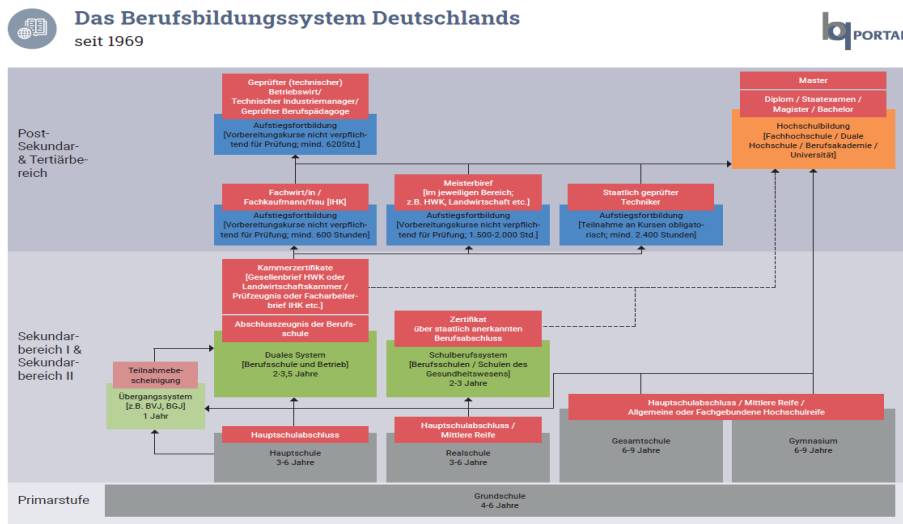 Das Berufsbildungssystem Deutschlands
seit 1969
bq PORTAL
Post-
Sekundar-
& Tertiärbe-
reich
Geprüfter (technischer)
Betriebswirt/
Technischer Industriemanager/
Geprüfter Berufspädagoge
Aufstiegsfortbildung
[Vorbereitungskurse nicht verpflich-
tend für Prüfung; mind. 620Std.]
Master
Diplom / Staatexamen /
Magister / Bachelor
Hochschulbildung
[Fachhochschule / Duale
Hochschule / Berufsakademie /
Universität]
Fachwirt/in /
Fachkaufmann/frau [IHK]
Aufstiegsfortbildung
[Vorbereitungskurse nicht verpflich-
tend für Prüfung; mind. 600 Stunden]
Meisterbiref
[Im jeweiligen Bereich;
z.B. HWK, Landwirtschaft etc.]
Aufstiegsfortbildung
[Vorbereitungskurse nicht verpflich-
tend für Prüfung; 1.500-2.000 Std.]
Staatlich geprüfter
Techniker
Aufstiegsfortbildung
[Teilnahme an Kursen obligato-
risch; mind. 2.400 Stunden]
Sekundar-
bereich I &
Sekundar-
bereich II
Kammerzertifikate
[Gesellenbrief HWK oder
Landwirtschaftskammer /
Prüfzeugnis oder Facharbeiter-
brief IHK etc.]
Abschlusszeugnis der Berufs-
schule
Duales System
[Berufsschule und Betrieb]
2-3,5 Jahre
Zertifikat
über staatlich anerkannten
Berufsabschluss
Schulberufssystem
[Berufsschulen / Schulen des
Gesundheitswesens]
2-3 Jahre
Teilnahmebe-
scheinigung
Übergangssystem
[z.B. BVJ, BGJ]
1 Jahr
Hauptschulabschluss
Hauptschule
3-6 Jahre
Hauptschulabschluss /
Mittlere Reife
Realschule
3-6 Jahre
Hauptschulabschluss / Mittlere Reife /
Allgemeine oder Fachgebundene Hochschulreife
Gesamtschule
6-9 Jahre
Gymnasium
6-9 Jahre
Primarstufe
Grundschule
4-6 Jahre